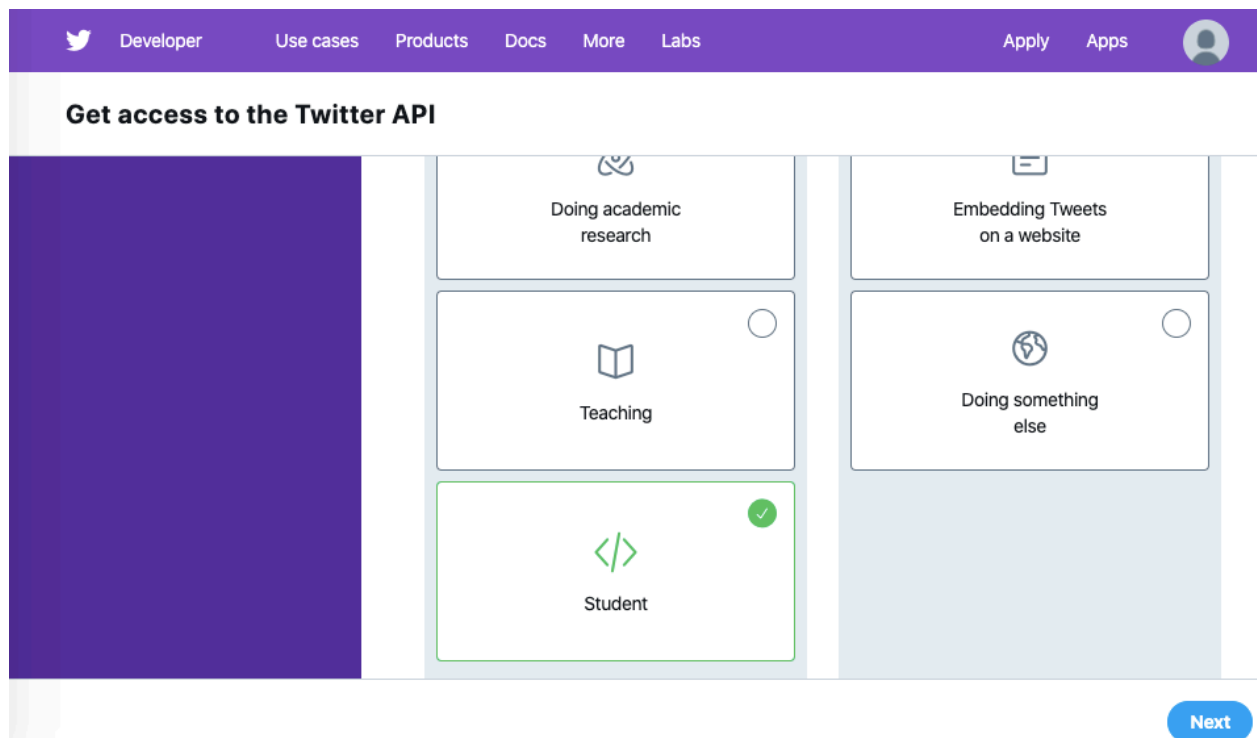 Developer Use cases Products Docs More Labs Apply Apps
Get access to the Twitter API
Doing academic
research
Embedding Tweets
on a website
Teaching
Doing something
else
Student
Next